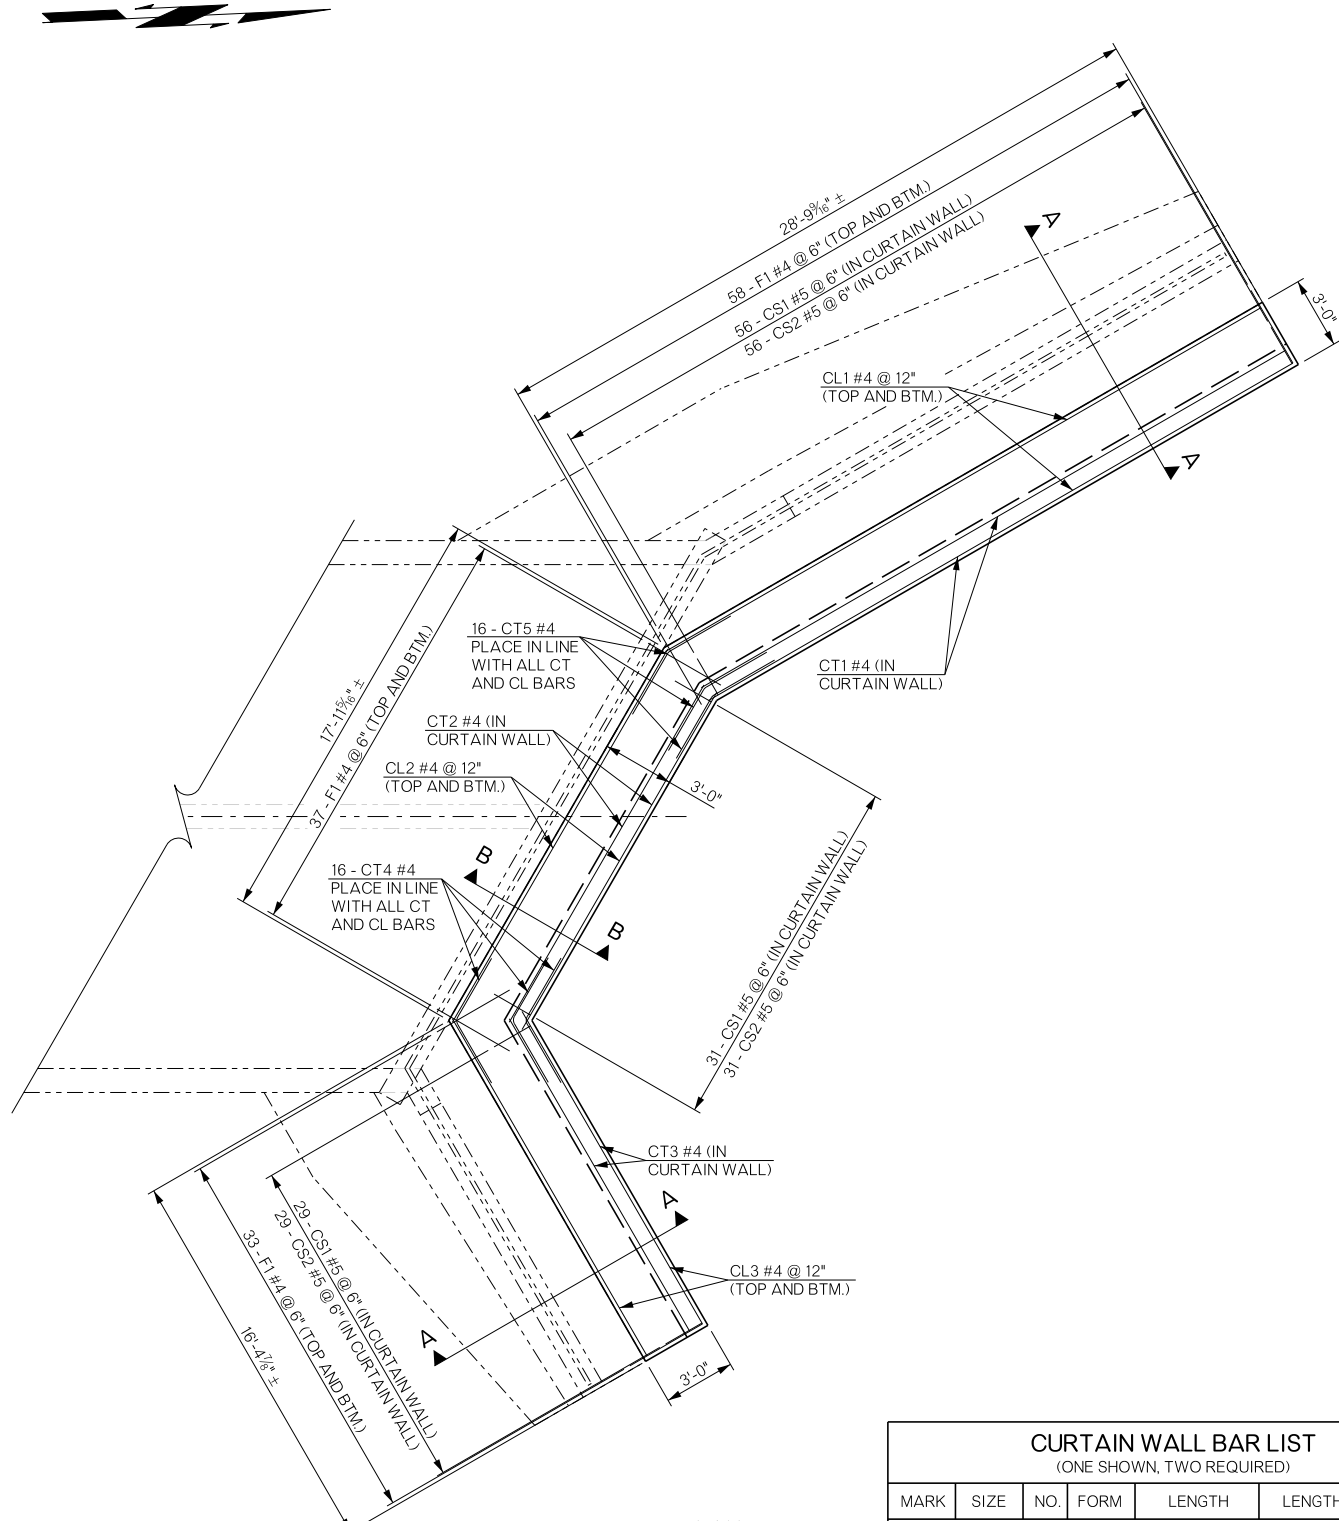 28'-9 9/16" ±
58 - F1 #4 @ 6" (TOP AND BTM.)
56 - CS1 #5 @ 6" (IN CURTAIN WALL)
56 - CS2 #5 @ 6" (IN CURTAIN WALL)
A
3'-0"
CL1 #4 @ 12"
(TOP AND BTM.)
A
16 - CT5 #4
PLACE IN LINE
WITH ALL CT
AND CL BARS
CT1 #4 (IN
CURTAIN WALL)
17'-11 5/16" ±
37 - F1 #4 @ 6" (TOP AND BTM.)
CT2 #4 (IN
CURTAIN WALL)
CL2 #4 @ 12"
(TOP AND BTM.)
3'-0"
B
16 - CT4 #4
PLACE IN LINE
WITH ALL CT
AND CL BARS
B
31 - CS1 #5 @ 6" (IN CURTAIN WALL)
31 - CS2 #5 @ 6" (IN CURTAIN WALL)
CT3 #4 (IN
CURTAIN WALL)
A
29 - CS1 #5 @ 6" (IN CURTAIN WALL)
29 - CS2 #5 @ 6" (IN CURTAIN WALL)
33 - F1 #4 @ 6" (TOP AND BTM.)
16'-4 7/8" ±
CL3 #4 @ 12"
(TOP AND BTM.)
A
3'-0"
CURTAIN WALL BAR LIST
(ONE SHOWN, TWO REQUIRED)
MARK SIZE NO. FORM LENGTH LENGTH